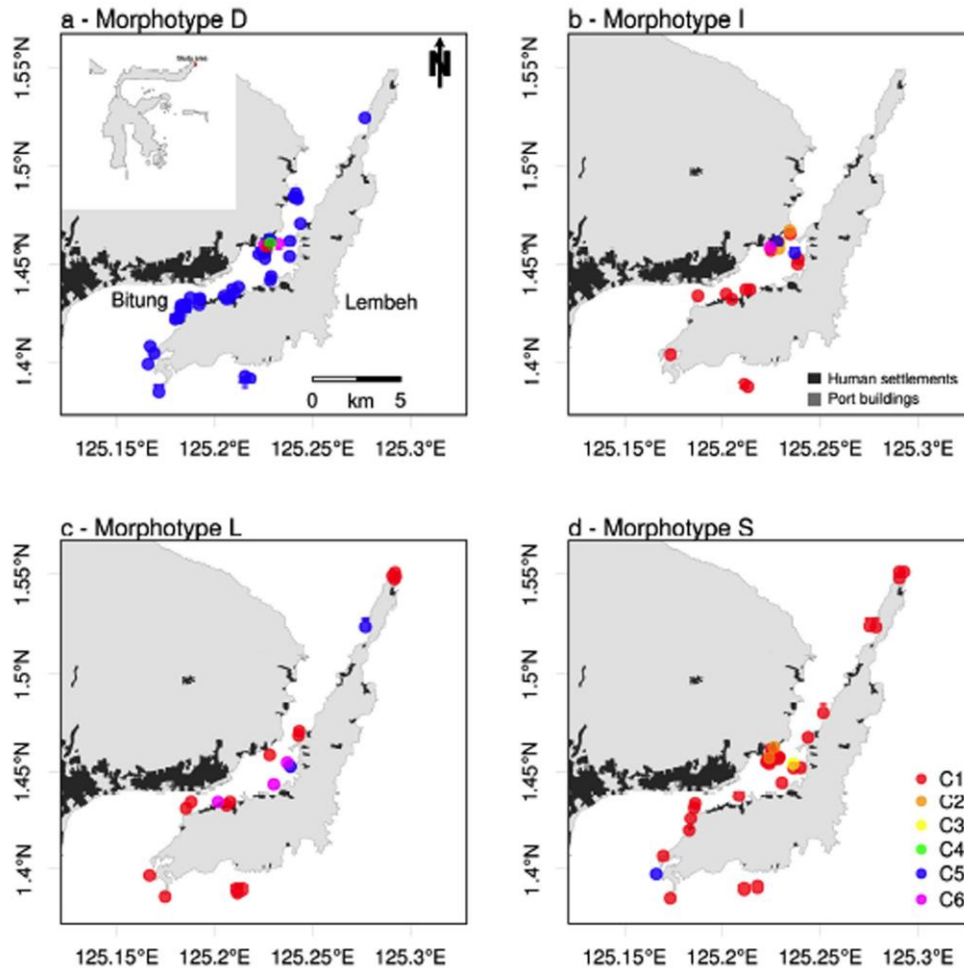 a - Morphotype D
b - Morphotype I
Study area
N
1.55°N
1.5°N
1.45°N
1.4°N
Bitung
Lembeh
0 km 5
125.15°E 125.2°E 125.25°E 125.3°E
1.55°N
1.5°N
1.45°N
1.4°N
Human settlements
Port buildings
125.15°E 125.2°E 125.25°E 125.3°E
c - Morphotype L
d - Morphotype S
1.55°N
1.5°N
1.45°N
1.4°N
125.15°E 125.2°E 125.25°E 125.3°E
1.55°N
1.5°N
1.45°N
1.4°N
C1
C2
C3
C4
C5
C6
125.15°E 125.2°E 125.25°E 125.3°E